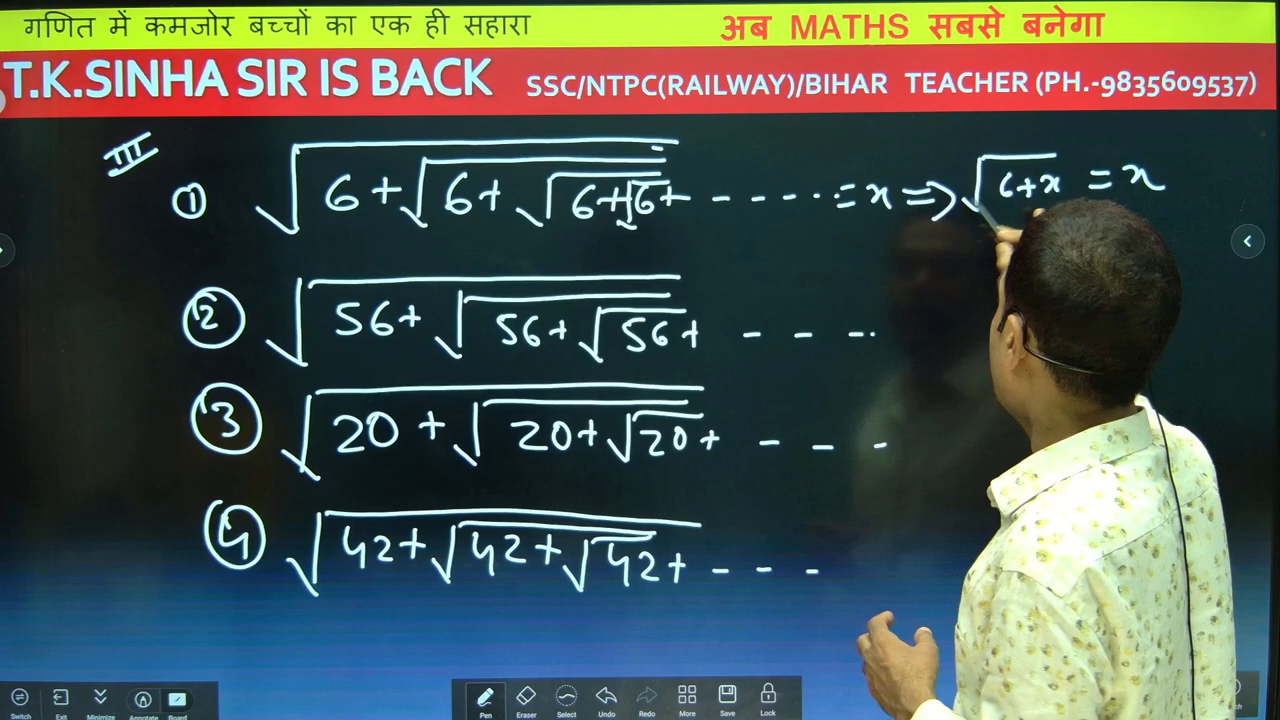 गणित में कमजोर बच्चों का एक ही सहारा अब MATHS सबसे बनेगा
T.K.SINHA SIR IS BACK SSC/NTPC(RAILWAY)/BIHAR TEACHER (PH.-9835609537)
III
① √(6+√(6+√(6+√6+ - - - - - = x ⇒ √(6+x) = x
② √(56+√(56+√56+ - - - -
③ √(20+√(20+√20+ - - -
④ √(42+√(42+√42+ - - -
Switch Exit Minimize Annotate Board Pen Eraser Select Undo Redo More Save Lock